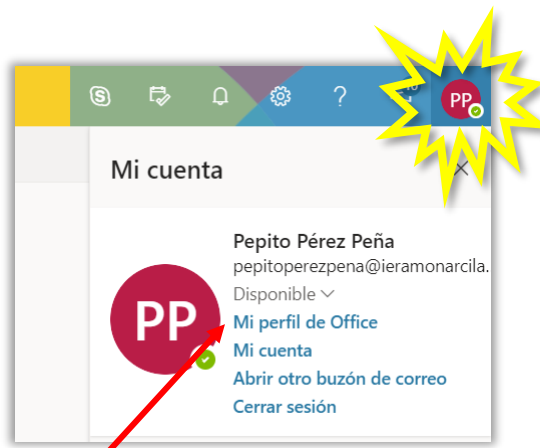 ?
PP
Mi cuenta
Pepito Pérez Peña
pepitoperezpena@ieramonarcila.
Disponible
PP
Mi perfil de Office
Mi cuenta
Abrir otro buzón de correo
Cerrar sesión